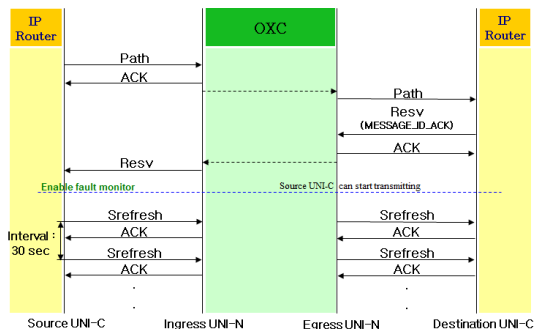 IP
Router
OXC
IP
Router
Path
ACK
Path
Resv
(MESSAGE_ID_ACK)
ACK
Resv
Enable fault monitor
Source UNI-C can start transmitting
Srefresh
Srefresh
Interval :
30 sec
ACK
ACK
Srefresh
Srefresh
ACK
ACK
Source UNI-C
Ingress UNI-N
Egress UNI-N
Destination UNI-C